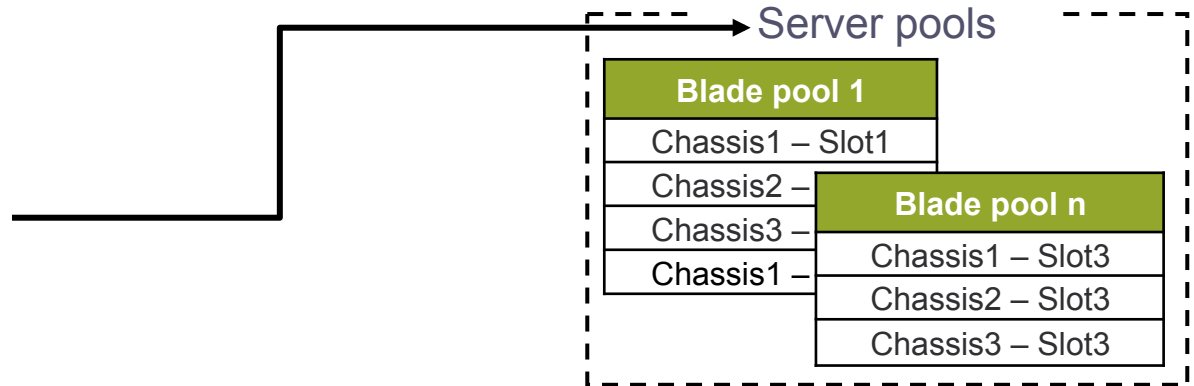 Server pools
Blade pool 1
Chassis1 – Slot1
Chassis2 –
Chassis3 –
Chassis1 –
Blade pool n
Chassis1 – Slot3
Chassis2 – Slot3
Chassis3 – Slot3